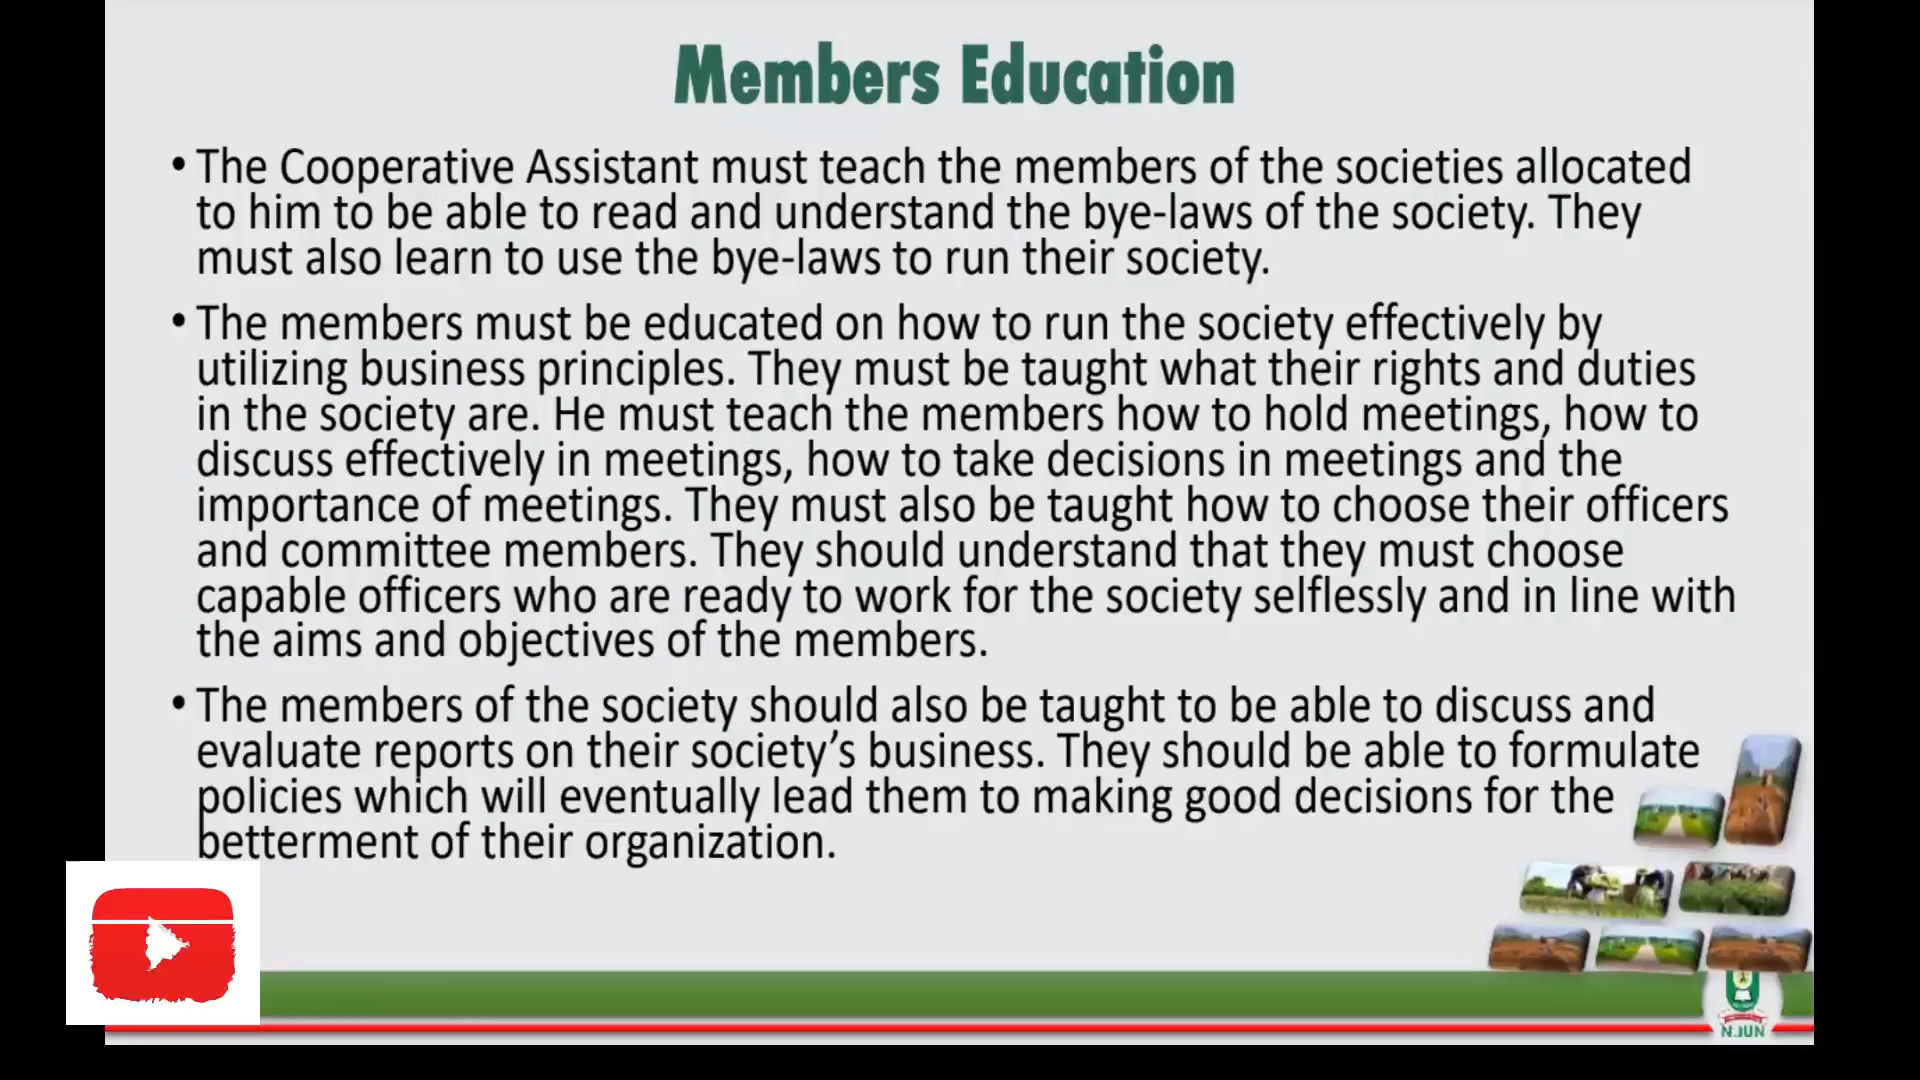 Members Education
• The Cooperative Assistant must teach the members of the societies allocated
to him to be able to read and understand the bye-laws of the society. They
must also learn to use the bye-laws to run their society.
• The members must be educated on how to run the society effectively by
utilizing business principles. They must be taught what their rights and duties
in the society are. He must teach the members how to hold meetings, how to
discuss effectively in meetings, how to take decisions in meetings and the
importance of meetings. They must also be taught how to choose their officers
and committee members. They should understand that they must choose
capable officers who are ready to work for the society selflessly and in line with
the aims and objectives of the members.
• The members of the society should also be taught to be able to discuss and
evaluate reports on their society’s business. They should be able to formulate
policies which will eventually lead them to making good decisions for the
betterment of their organization.